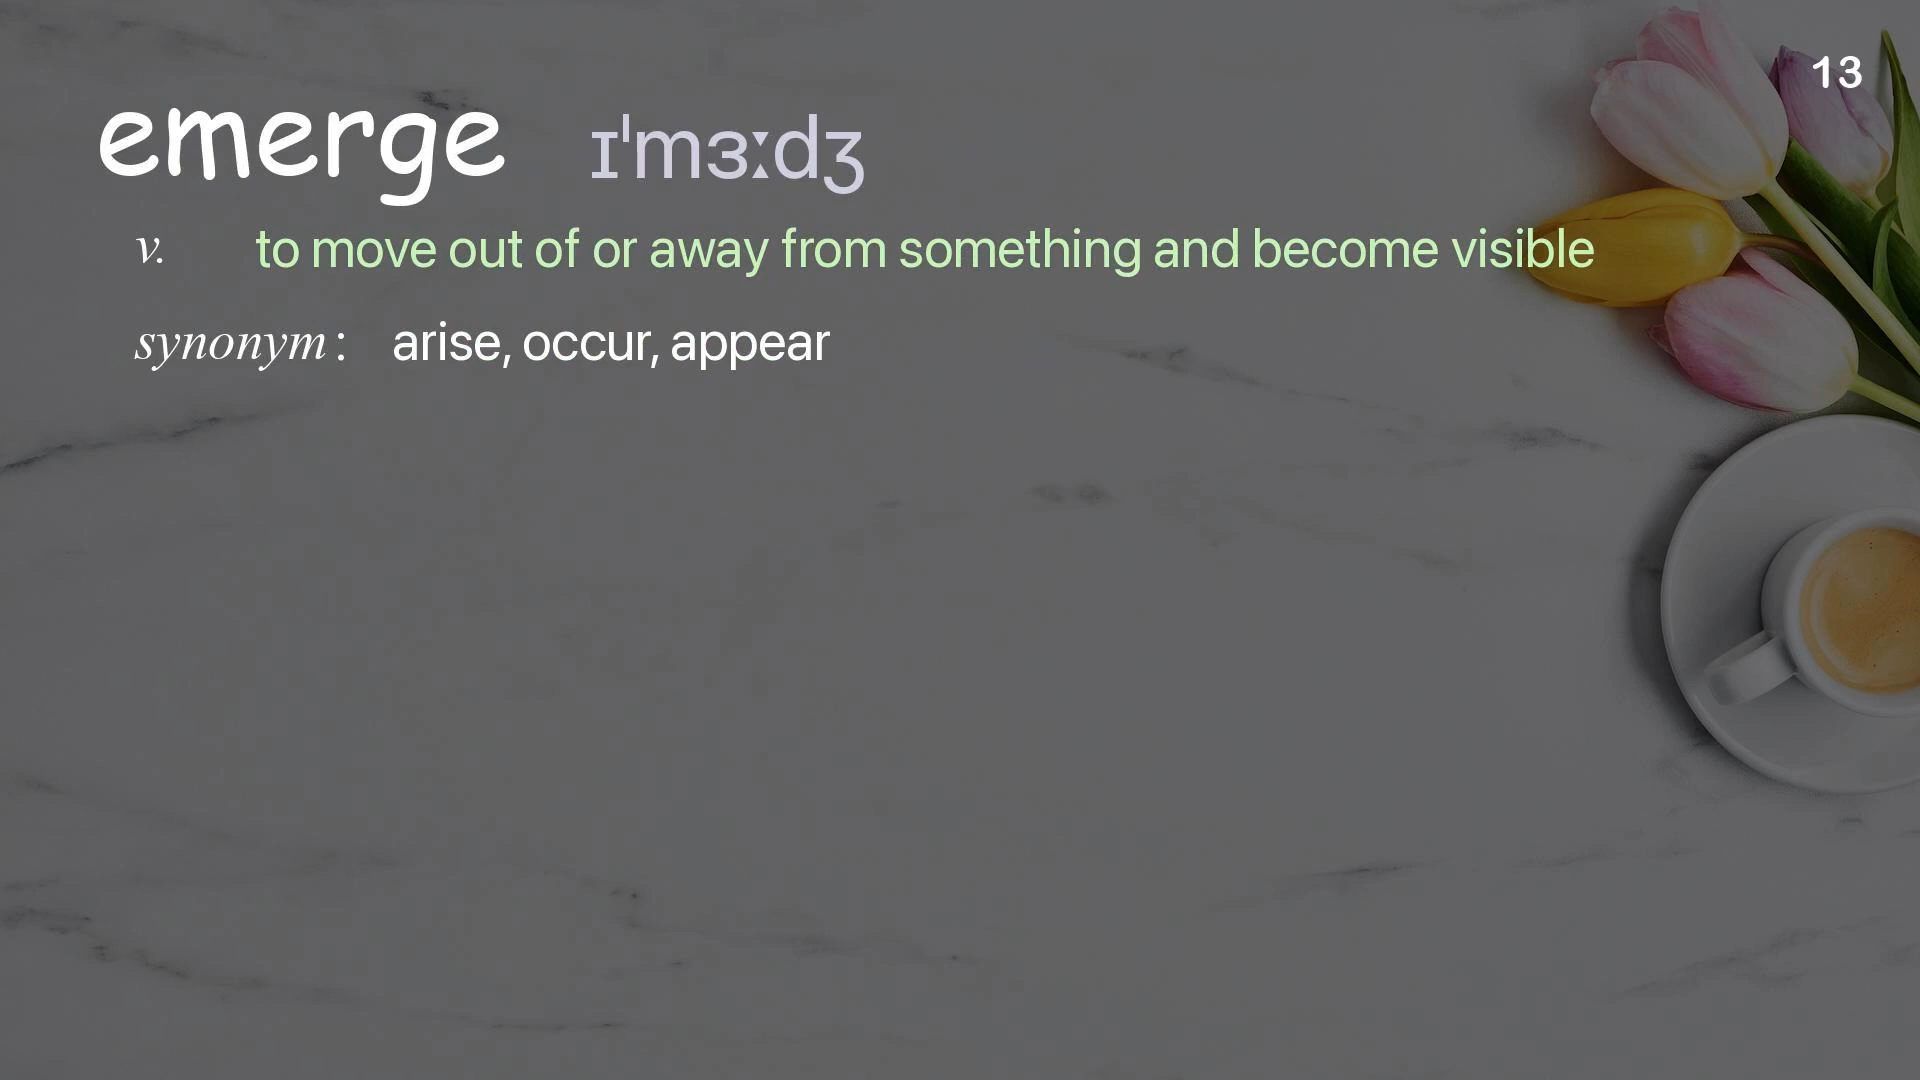 13
emerge ɪˈmɜːdʒ
v. to move out of or away from something and become visible
synonym : arise, occur, appear